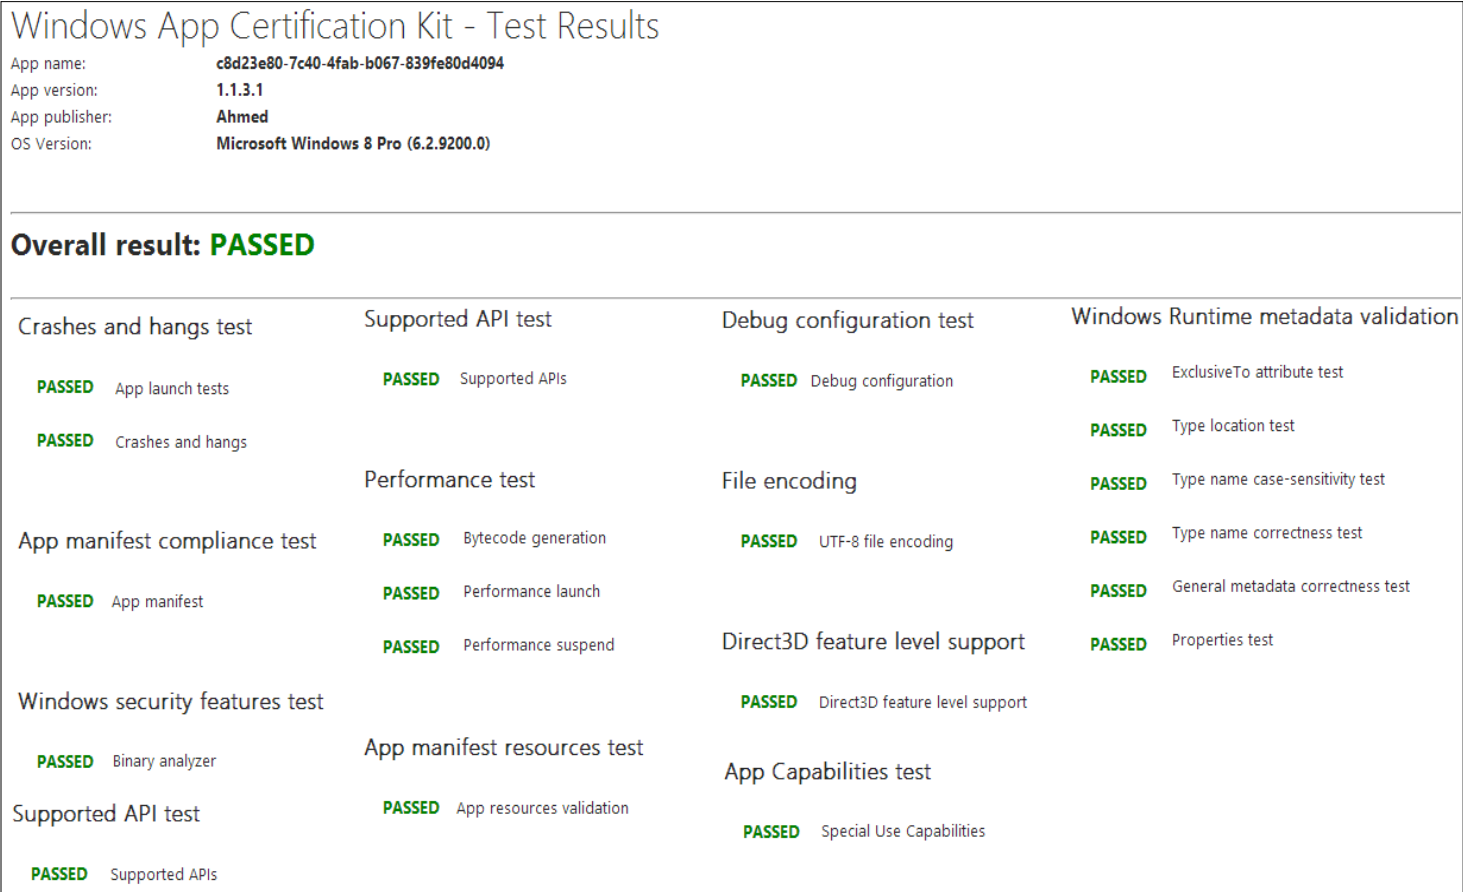 Windows App Certification Kit - Test Results
App name: c8d23e80-7c40-4fab-b067-839fe80d4094
App version: 1.1.3.1
App publisher: Ahmed
OS Version: Microsoft Windows 8 Pro (6.2.9200.0)
Overall result: PASSED
Crashes and hangs test
PASSED App launch tests
PASSED Crashes and hangs
App manifest compliance test
PASSED App manifest
Windows security features test
PASSED Binary analyzer
Supported API test
PASSED Supported APIs
Supported API test
PASSED Supported APIs
Performance test
PASSED Bytecode generation
PASSED Performance launch
PASSED Performance suspend
App manifest resources test
PASSED App resources validation
Debug configuration test
PASSED Debug configuration
File encoding
PASSED UTF-8 file encoding
Direct3D feature level support
PASSED Direct3D feature level support
App Capabilities test
PASSED Special Use Capabilities
Windows Runtime metadata validation
PASSED ExclusiveTo attribute test
PASSED Type location test
PASSED Type name case-sensitivity test
PASSED Type name correctness test
PASSED General metadata correctness test
PASSED Properties test